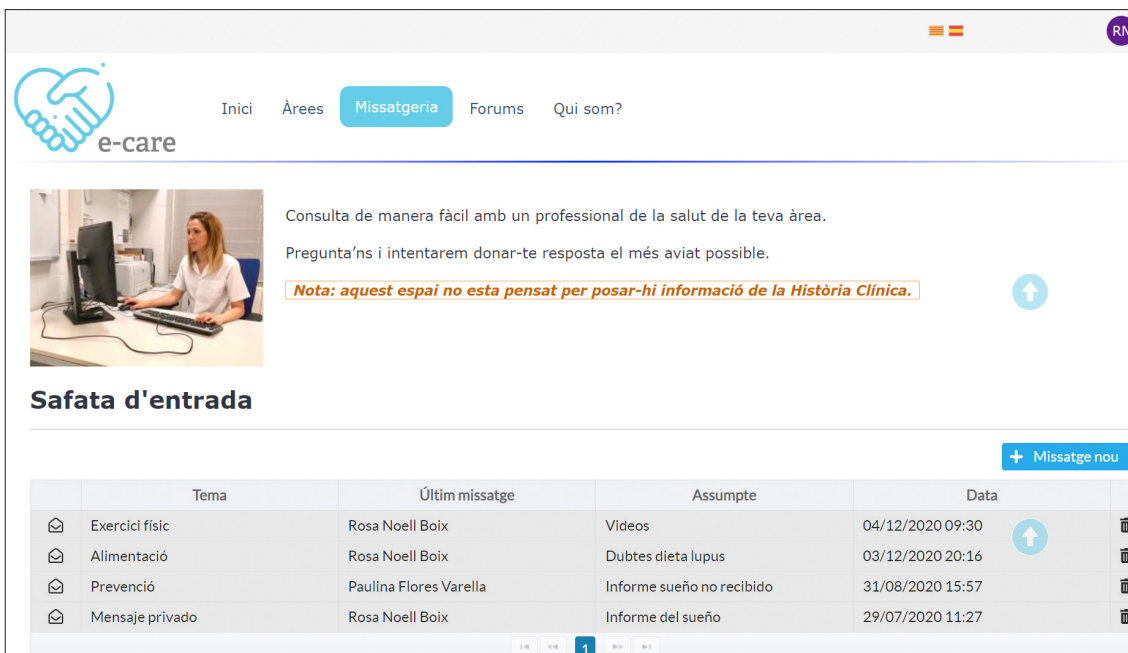 RN
e-care
Inici Àrees Missatgeria Forums Qui som?
Consulta de manera fàcil amb un professional de la salut de la teva àrea.
Pregunta'ns i intentarem donar-te resposta el més aviat possible.
Nota: aquest espai no esta pensat per posar-hi informació de la Història Clínica.
Safata d'entrada
+ Missatge nou
Tema Últim missatge Assumpte Data
Exercici físic Rosa Noell Boix Videos 04/12/2020 09:30
Alimentació Rosa Noell Boix Dubtes dieta lupus 03/12/2020 20:16
Prevenció Paulina Flores Varella Informe sueño no recibido 31/08/2020 15:57
Mensaje privado Rosa Noell Boix Informe del sueño 29/07/2020 11:27
1